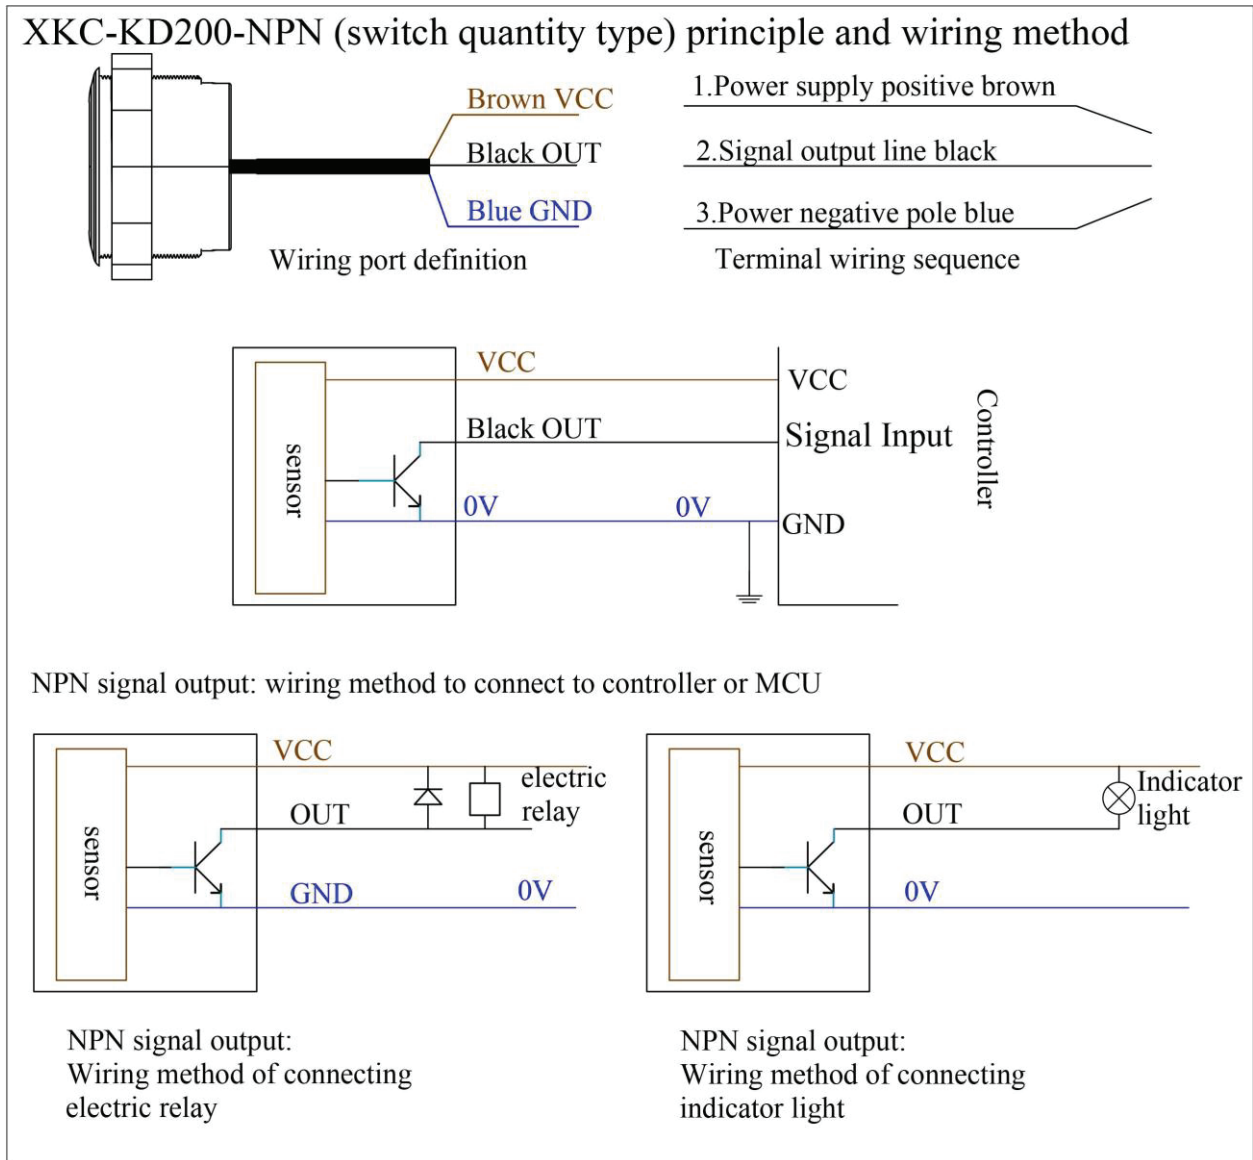 XKC-KD200-NPN (switch quantity type) principle and wiring method
Brown VCC
Black OUT
Blue GND
Wiring port definition
1.Power supply positive brown
2.Signal output line black
3.Power negative pole blue
Terminal wiring sequence
sensor
VCC
Black OUT
0V
0V
VCC
Signal Input
GND
Controller
NPN signal output: wiring method to connect to controller or MCU
sensor
VCC
OUT
GND
0V
electric
relay
NPN signal output:
Wiring method of connecting
electric relay
sensor
VCC
OUT
0V
Indicator
light
NPN signal output:
Wiring method of connecting
indicator light